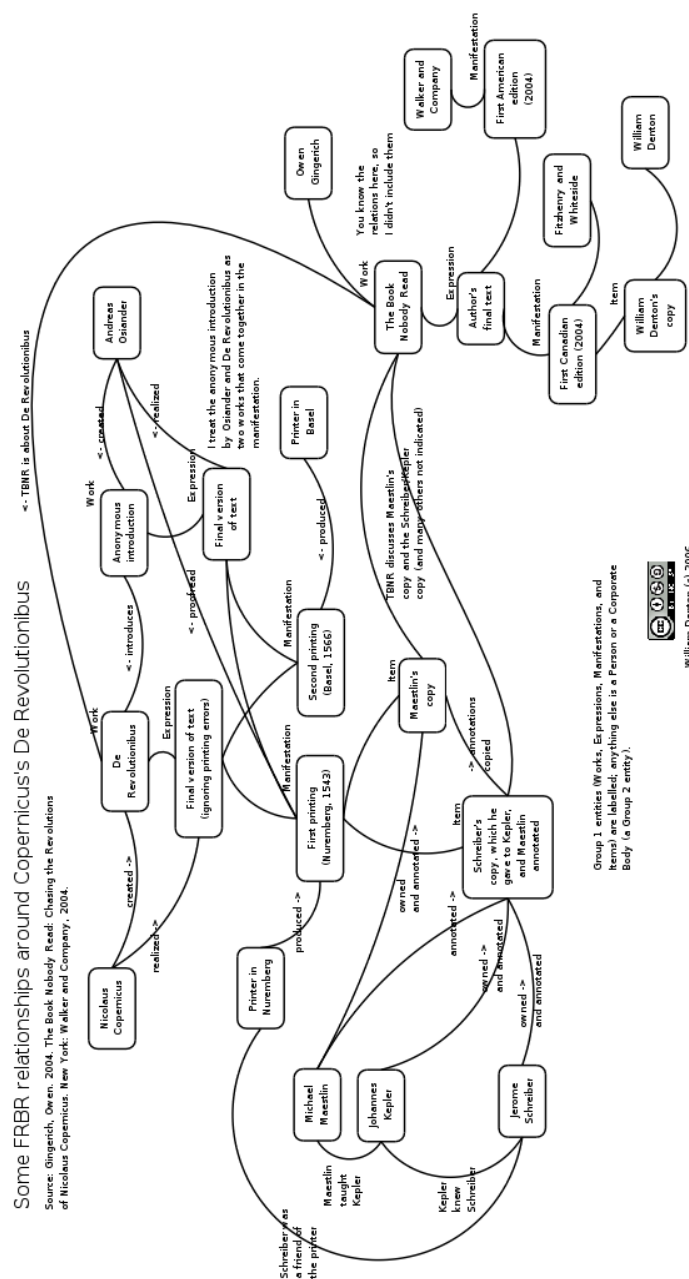 Some FRBR relationships around Copernicus's De Revolutionibus
Source: Gingerich, Owen. 2004. The Book Nobody Read: Chasing the Revolutions
of Nicolaus Copernicus. New York: Walker and Company, 2004.
<- TBNR is about De Revolutionibus
Nicolaus
Copernicus
created ->
realized ->
Work
De
Revolutionibus
<- introduces
Work
Anonymous
introduction
<- created
Andreas
Osiander
<- realized
Expression
Final version of text
(ignoring printing errors)
<- proofread
Expression
Final version
of text
I treat the anonymous introduction
by Osiander and De Revolutionibus as
two works that come together in the
manifestation.
Printer in
Nuremberg
produced ->
Manifestation
First printing
(Nuremberg, 1543)
Manifestation
Second printing
(Basel, 1566)
<- produced
Printer in
Basel
Owen
Gingerich
You know the
relations here, so
I didn't include them
Work
The Book
Nobody Read
Expression
Author's
final text
Walker and
Company
Manifestation
First American
edition
(2004)
Manifestation
First Canadian
edition (2004)
Fitzhenry and
Whiteside
Item
William
Denton's
copy
William
Denton
TBNR discusses Maestlin's
copy and the Schreiber/Kepler
copy (and many others not indicated)
Item
Maestlin's
copy
-> annotations
copied
owned
and annotated ->
Item
Schreiber's
copy, which he
gave to Kepler,
and Maestlin
annotated
annotated ->
owned ->
and annotated
owned ->
and annotated
Michael
Maestlin
Johannes
Kepler
Jerome
Schreiber
Maestlin
taught
Kepler
Kepler
knew
Schreiber
Schreiber was
a friend of
the printer
Group 1 entities (Works, Expressions, Manifestations, and
Items) are labelled; anything else is a Person or a Corporate
Body (a Group 2 entity).
cc
William Denton (c) 2006